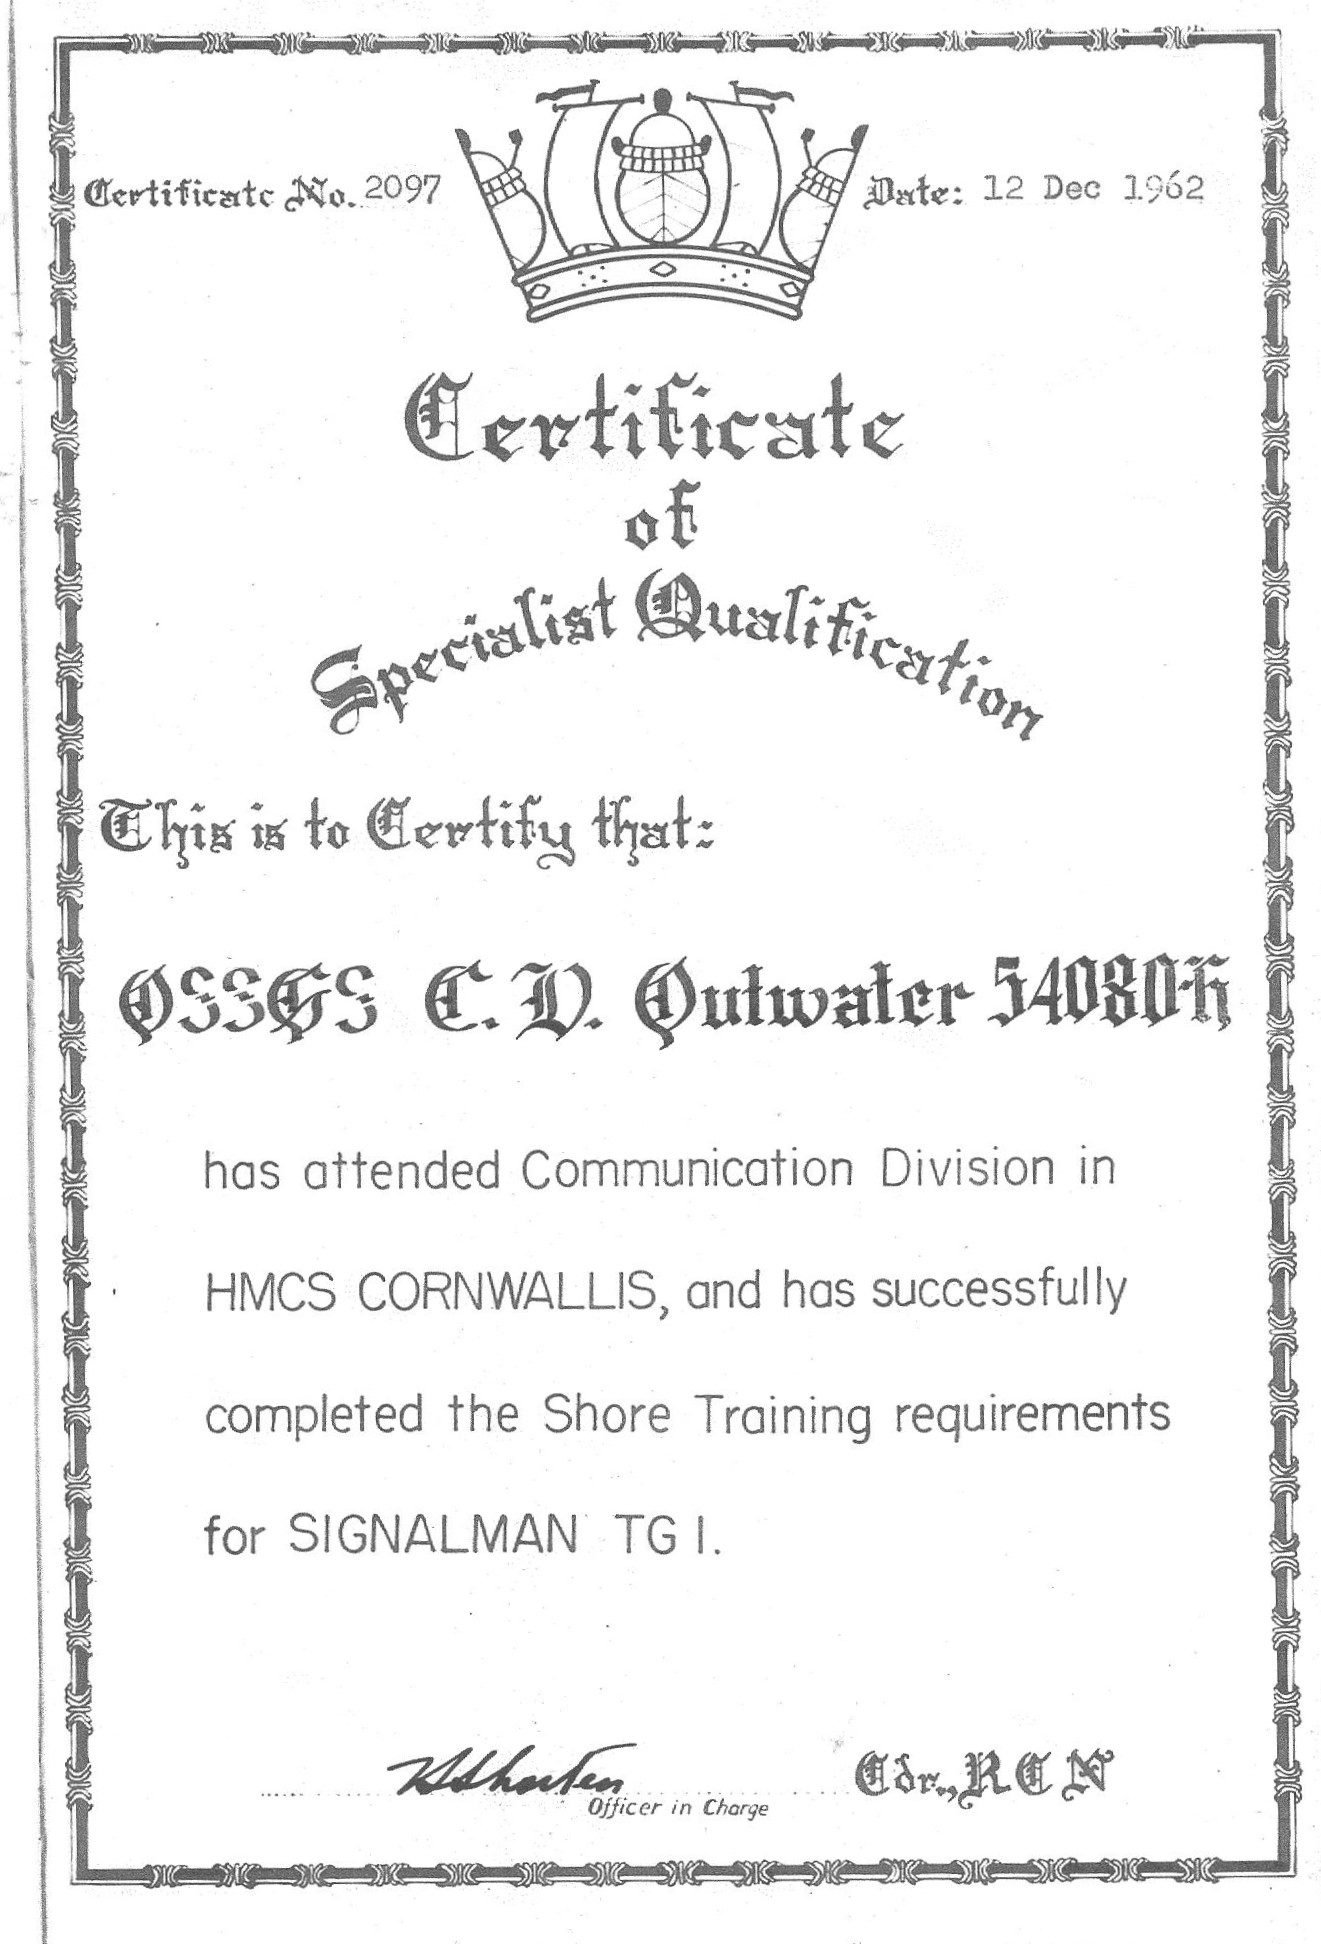 Certificate No. 2097
Date: 12 Dec 1962
Certificate
of
Specialist Qualification
This is to Certify that:
OSSGS C. D. Outwater 54080-H
has attended Communication Division in
HMCS CORNWALLIS, and has successfully
completed the Shore Training requirements
for SIGNALMAN TG 1.
Cdr., R C N
Officer in Charge